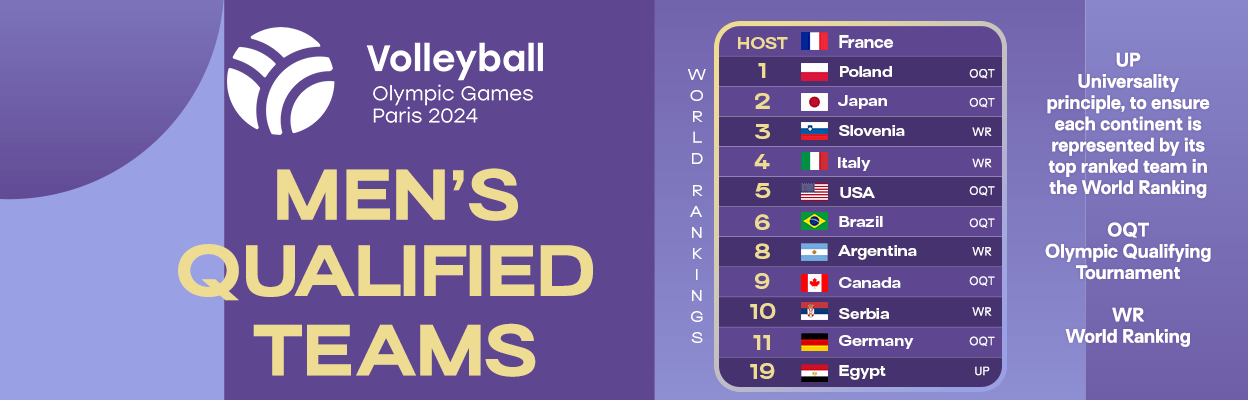 Volleyball
Olympic Games
Paris 2024
MEN'S
QUALIFIED
TEAMS
WORLD RANKINGS
HOST France
1 Poland OQT
2 Japan OQT
3 Slovenia WR
4 Italy WR
5 USA OQT
6 Brazil OQT
8 Argentina WR
9 Canada OQT
10 Serbia WR
11 Germany OQT
19 Egypt UP
UP
Universality
principle, to ensure
each continent is
represented by its
top ranked team in
the World Ranking
OQT
Olympic Qualifying
Tournament
WR
World Ranking